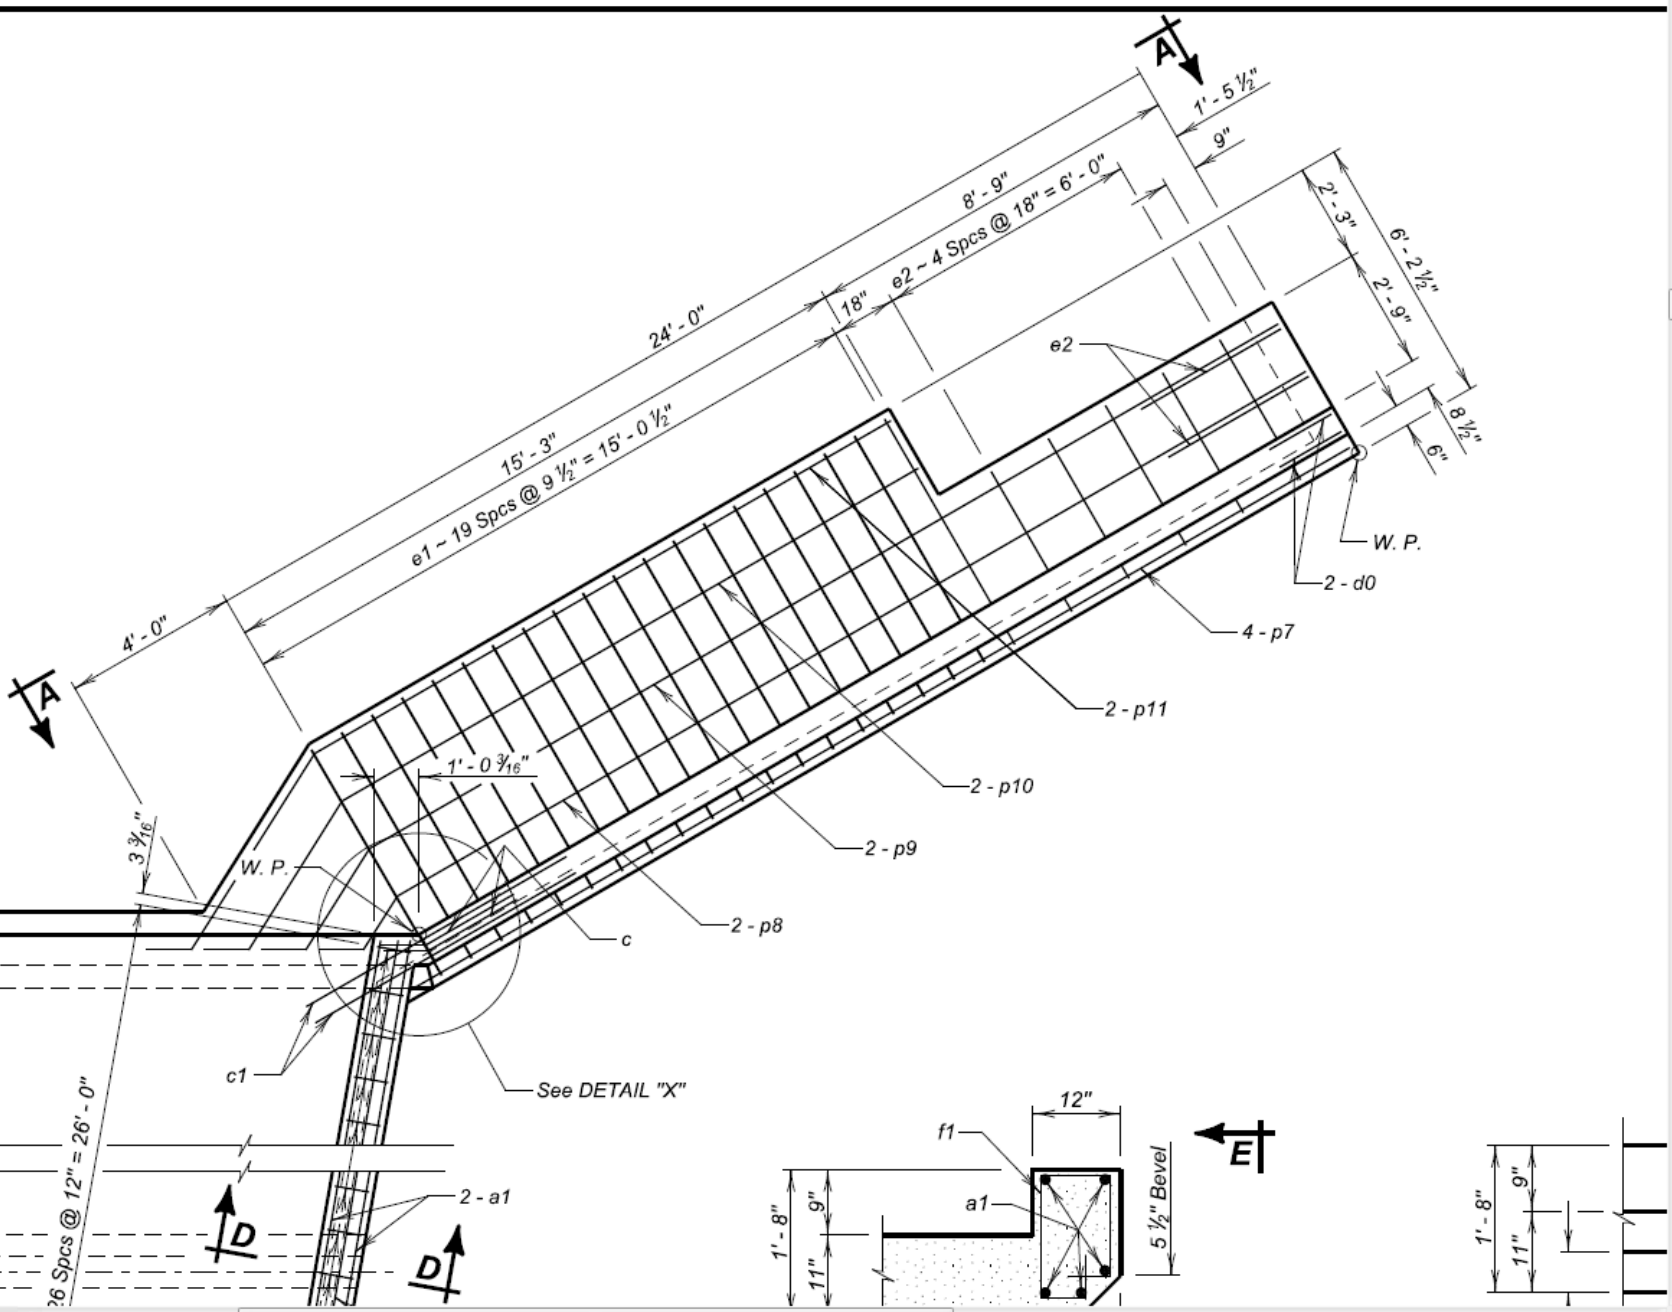 A
1' - 5 ½"
9"
8' - 9"
e2 ~ 4 Spcs @ 18" = 6' - 0"
2' - 3"
6' - 2 ½"
2' - 9"
18"
24' - 0"
e2
8 ½"
6"
15' - 3"
e1 ~ 19 Spcs @ 9 ½" = 15' - 0 ½"
W. P.
2 - d0
4 - p7
4' - 0"
A
2 - p11
1' - 0 3/16"
2 - p10
3 3/16"
2 - p9
W. P.
2 - p8
c
c1
See DETAIL "X"
26 Spcs @ 12" = 26' - 0"
2 - a1
D
D
12"
f1
E
a1
9"
1' - 8"
11"
5 ½" Bevel
9"
1' - 8"
11"